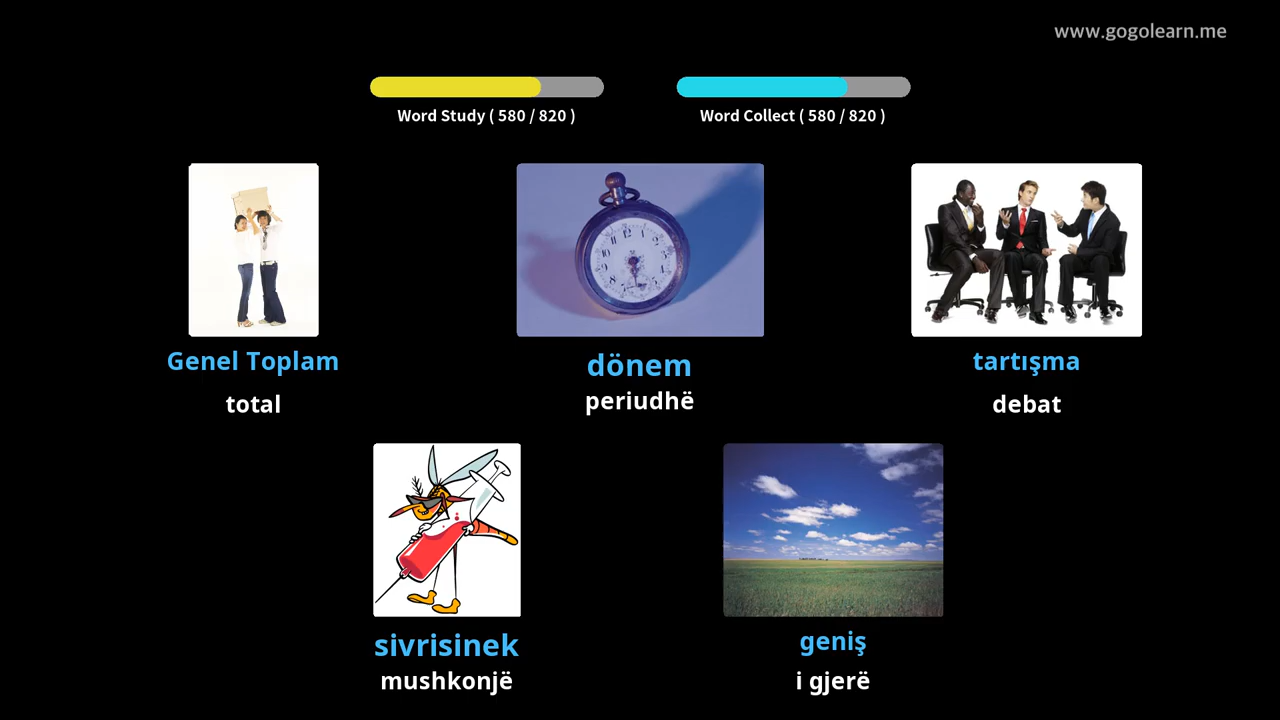 www.gogolearn.me
Word Study ( 580 / 820 )
Word Collect ( 580 / 820 )
Genel Toplam
total
dönem
periudhë
tartışma
debat
sivrisinek
mushkonjë
geniş
i gjerë